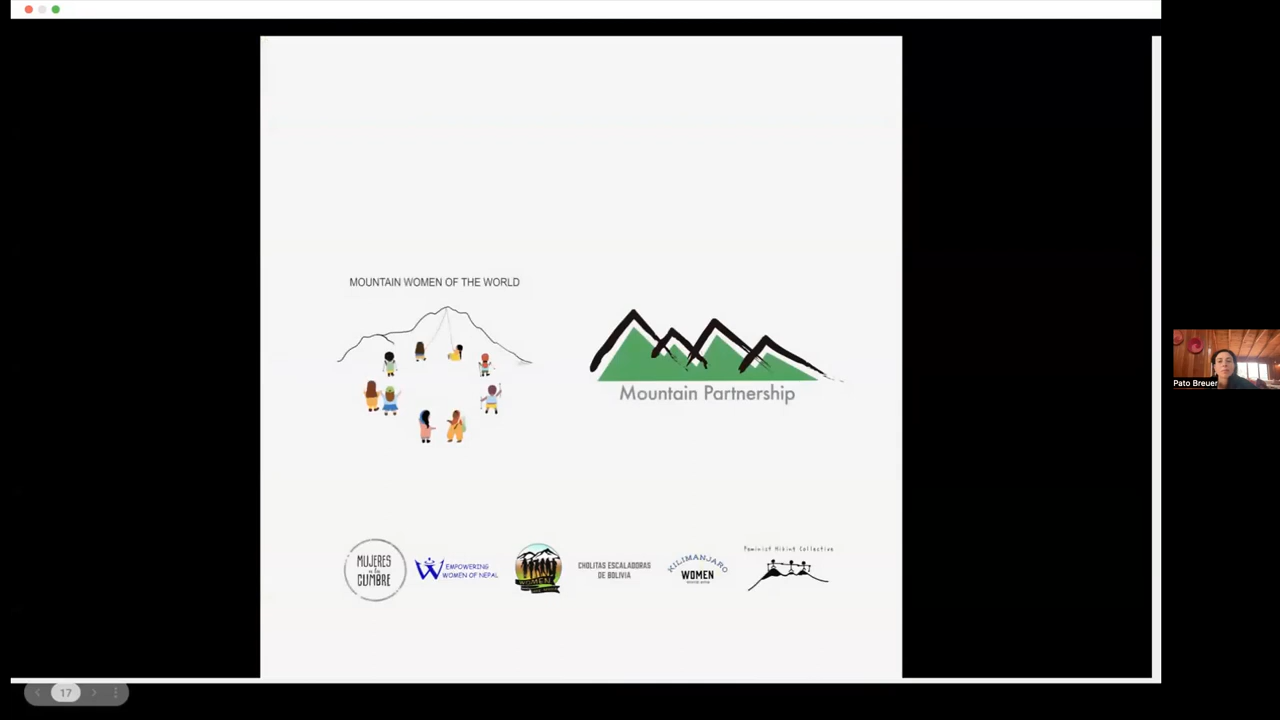 MOUNTAIN WOMEN OF THE WORLD
Mountain Partnership
MUJERES
CUMBRE
EMPOWERING
WOMEN OF NEPAL
WOMEN
CHOLITAS ESCALADORAS
DE BOLIVIA
KILIMANJARO
WOMEN
Feminist Hiking Collective
Pato Breuer
17